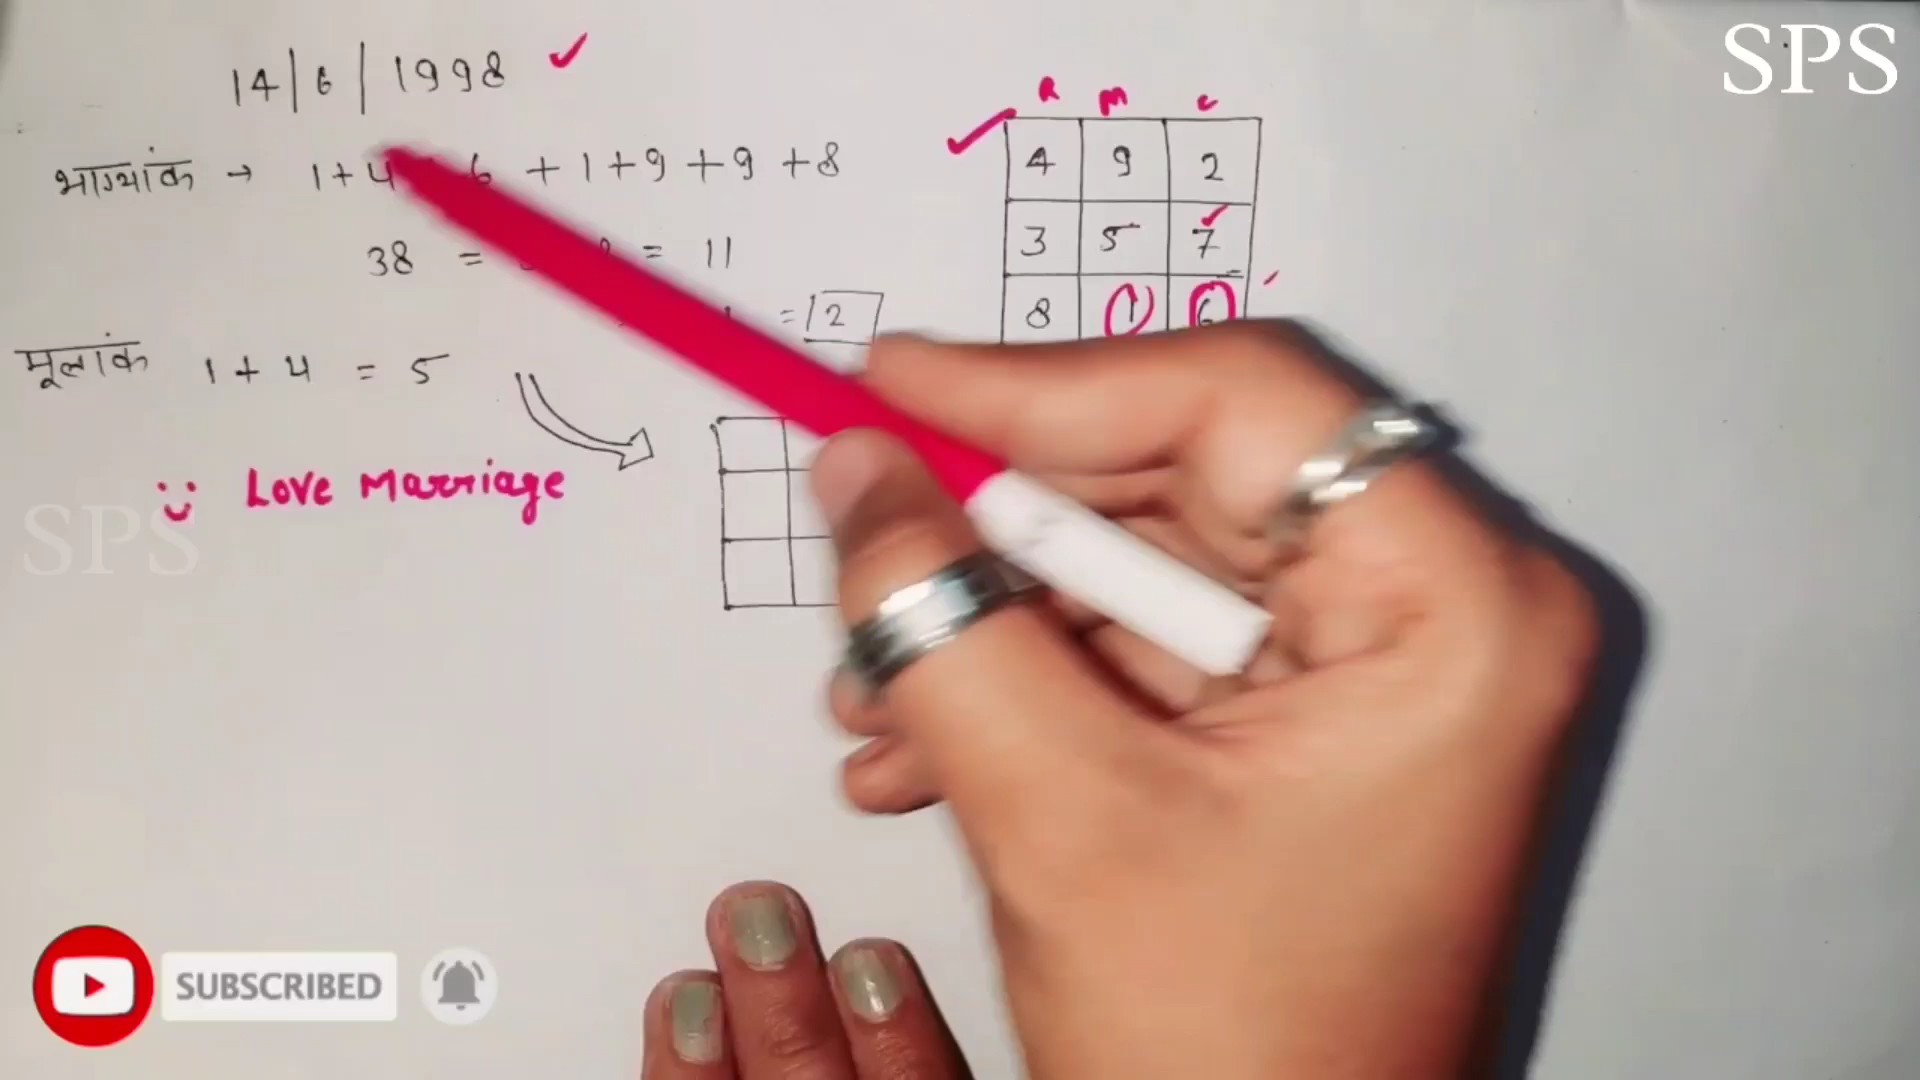 SPS
14 | 6 | 1998 ✓
भाग्यांक → 1+4 6 +1+9+9+8
38 = = 11
= 2
मूलांक 1+4 = 5
Love Marriage
R M C
4 9 2
3 5 7
8 1 6
SPS
SUBSCRIBED